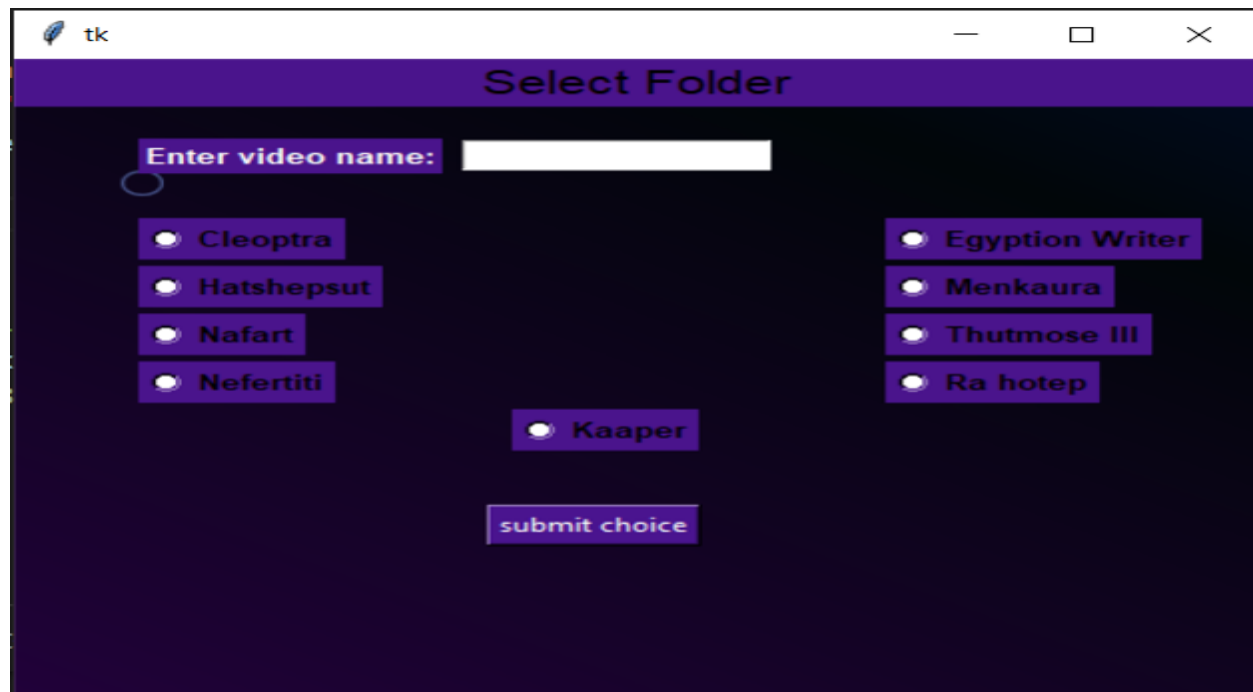 tk
Select Folder
Enter video name:
Cleoptra
Egyption Writer
Hatshepsut
Menkaura
Nafart
Thutmose III
Nefertiti
Ra hotep
Kaaper
submit choice